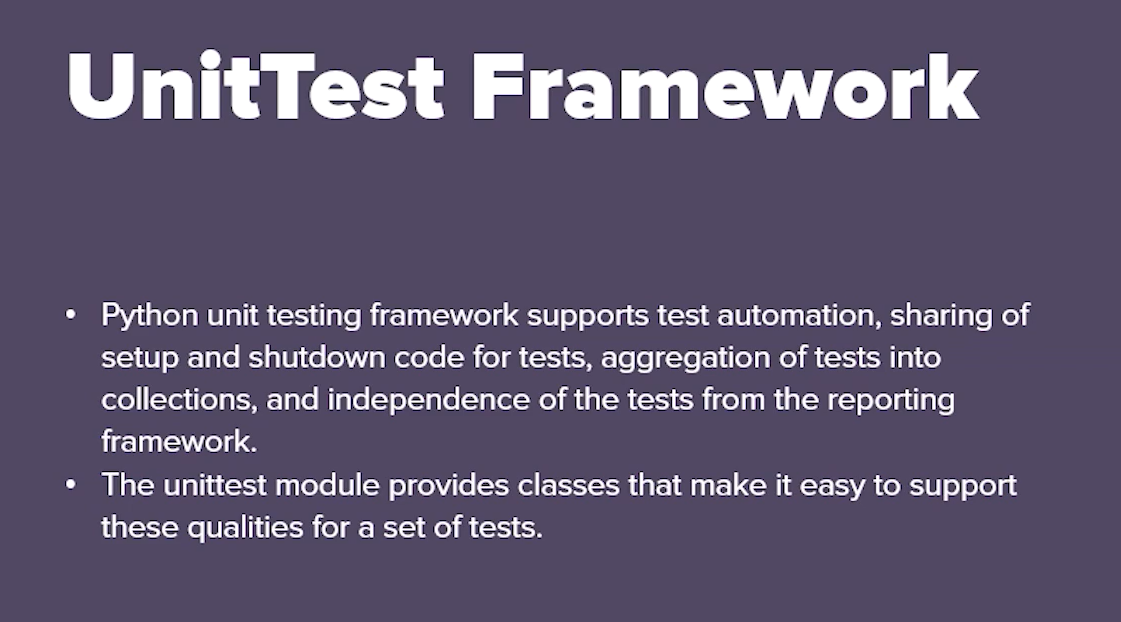 UnitTest Framework
• Python unit testing framework supports test automation, sharing of
setup and shutdown code for tests, aggregation of tests into
collections, and independence of the tests from the reporting
framework.
• The unittest module provides classes that make it easy to support
these qualities for a set of tests.